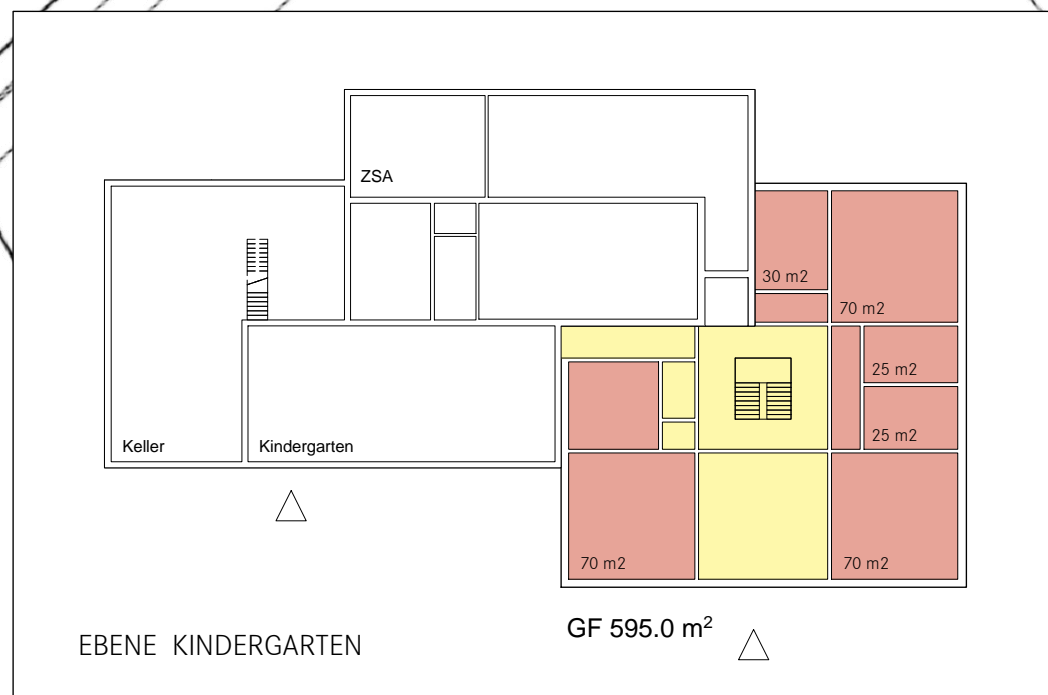 ZSA
30 m2
70 m2
25 m2
25 m2
Keller
Kindergarten
70 m2
70 m2
GF 595.0 m²
EBENE KINDERGARTEN